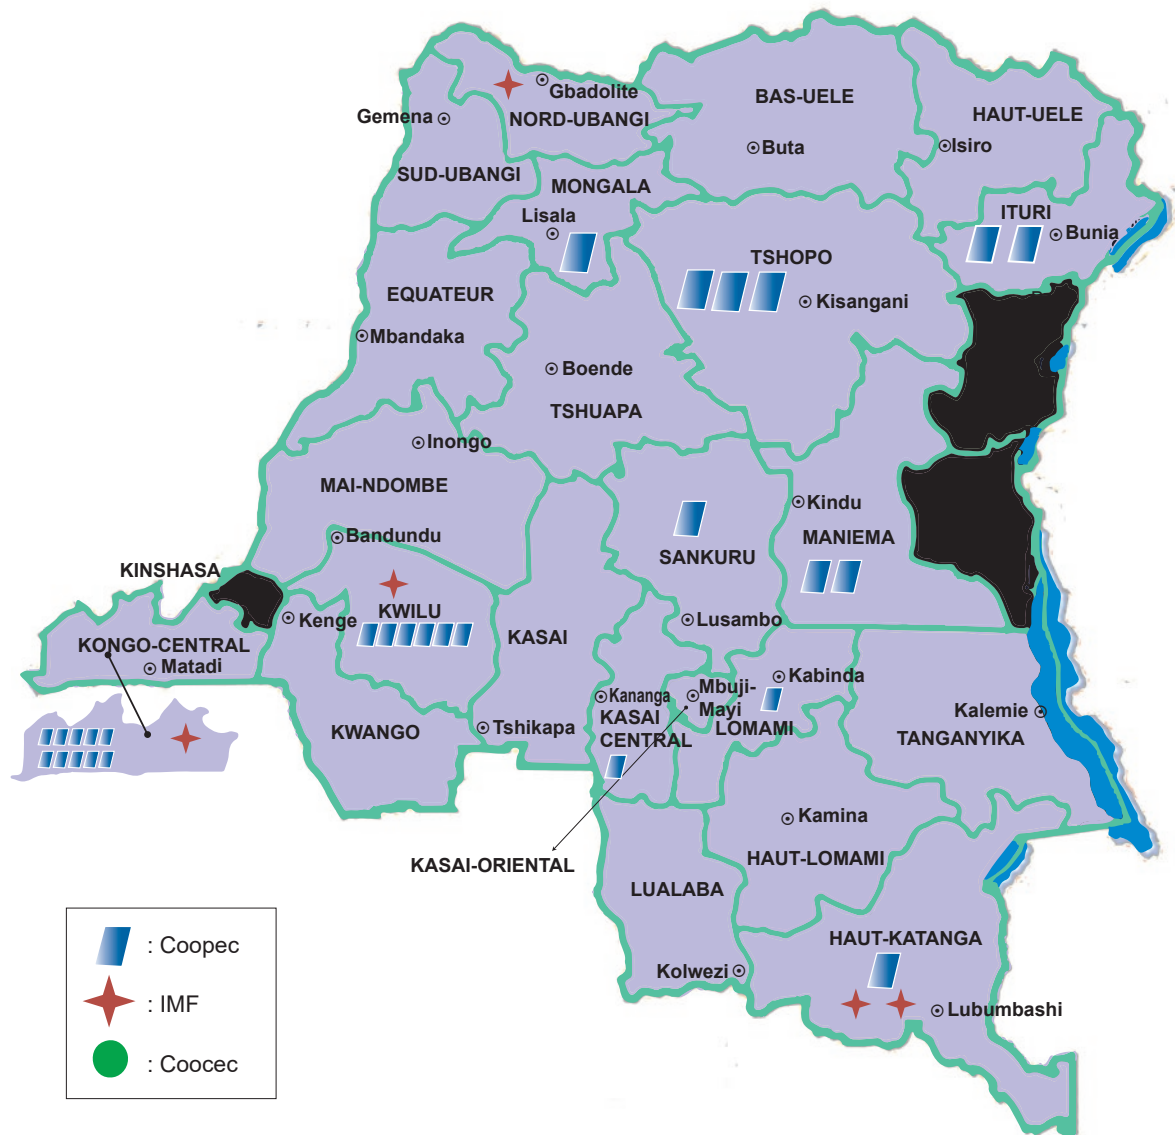 Gbadolite
BAS-UELE
HAUT-UELE
Gemena
NORD-UBANGI
Buta
Isiro
SUD-UBANGI
MONGALA
Lisala
ITURI
Bunia
TSHOPO
EQUATEUR
Kisangani
Mbandaka
Boende
TSHUAPA
Inongo
MAI-NDOMBE
Kindu
Bandundu
SANKURU
MANIEMA
KINSHASA
KWILU
Kenge
KASAI
Lusambo
KONGO-CENTRAL
Matadi
Kabinda
Kananga
Mbuji-
Mayi
KASAI
CENTRAL
LOMAMI
Kalemie
TANGANYIKA
KWANGO
Tshikapa
Kamina
HAUT-LOMAMI
KASAI-ORIENTAL
LUALABA
HAUT-KATANGA
Kolwezi
Lubumbashi
: Coopec
: IMF
: Coocec